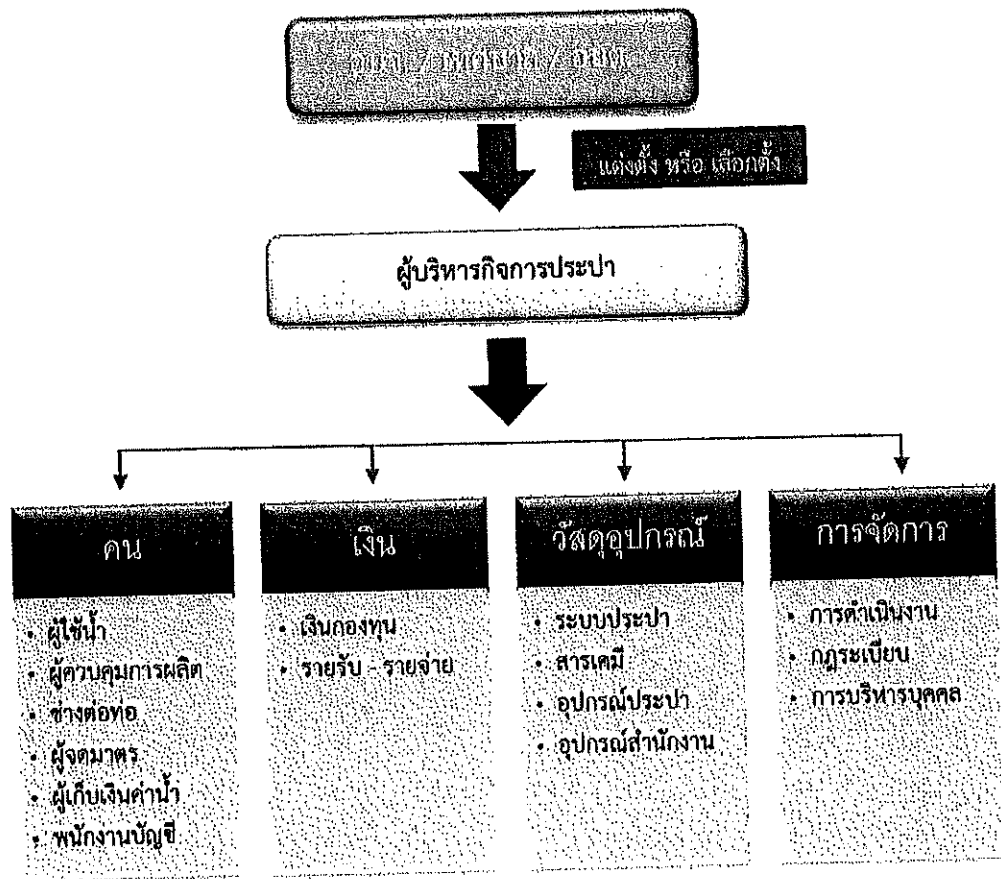 แต่งตั้ง หรือ เลือกตั้ง
ผู้บริหารกิจการประปา
คน
• ผู้ใช้น้ำ
• ผู้ควบคุมการผลิต
• ช่างต่อท่อ
• ผู้จดมาตร
• ผู้เก็บเงินค่าน้ำ
• พนักงานบัญชี
เงิน
• เงินกองทุน
• รายรับ - รายจ่าย
วัสดุอุปกรณ์
• ระบบประปา
• สารเคมี
• อุปกรณ์ประปา
• อุปกรณ์สำนักงาน
การจัดการ
• การดำเนินงาน
• กฎระเบียบ
• การบริหารบุคคล